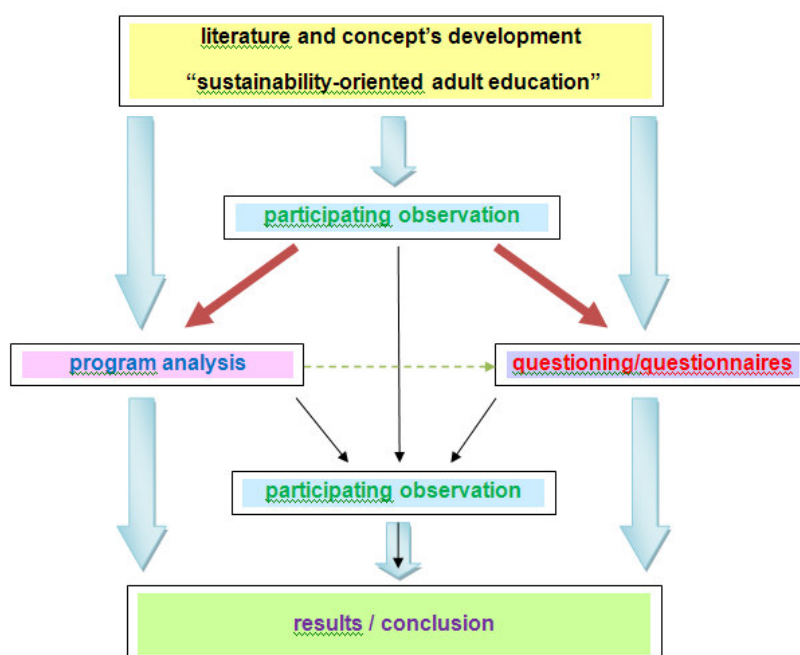 literature and concept’s development
“sustainability-oriented adult education”
participating observation
program analysis
questioning/questionnaires
participating observation
results / conclusion